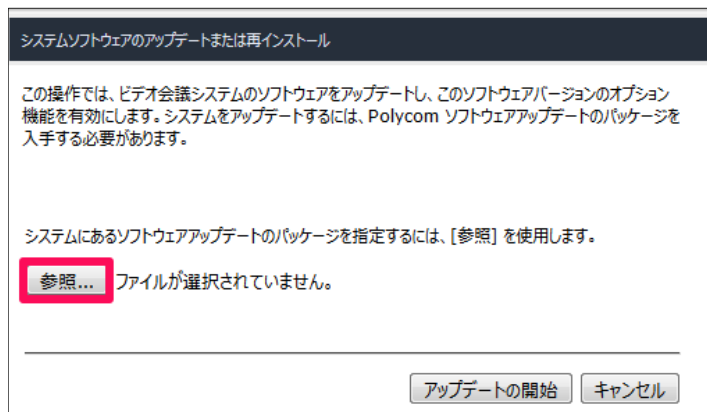 システムソフトウェアのアップデートまたは再インストール
この操作では、ビデオ会議システムのソフトウェアをアップデートし、このソフトウェアバージョンのオプション
機能を有効にします。システムをアップデートするには、Polycom ソフトウェアアップデートのパッケージを
入手する必要があります。
システムにあるソフトウェアアップデートのパッケージを指定するには、[参照] を使用します。
参照... ファイルが選択されていません。
アップデートの開始 キャンセル